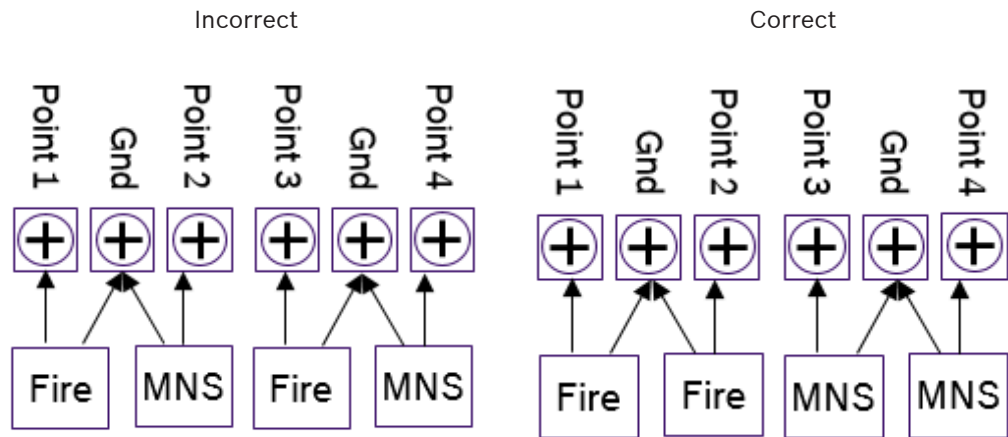 Incorrect
Correct
Point 1
Gnd
Point 2
Point 3
Gnd
Point 4
Point 1
Gnd
Point 2
Point 3
Gnd
Point 4
Fire
MNS
Fire
MNS
Fire
Fire
MNS
MNS